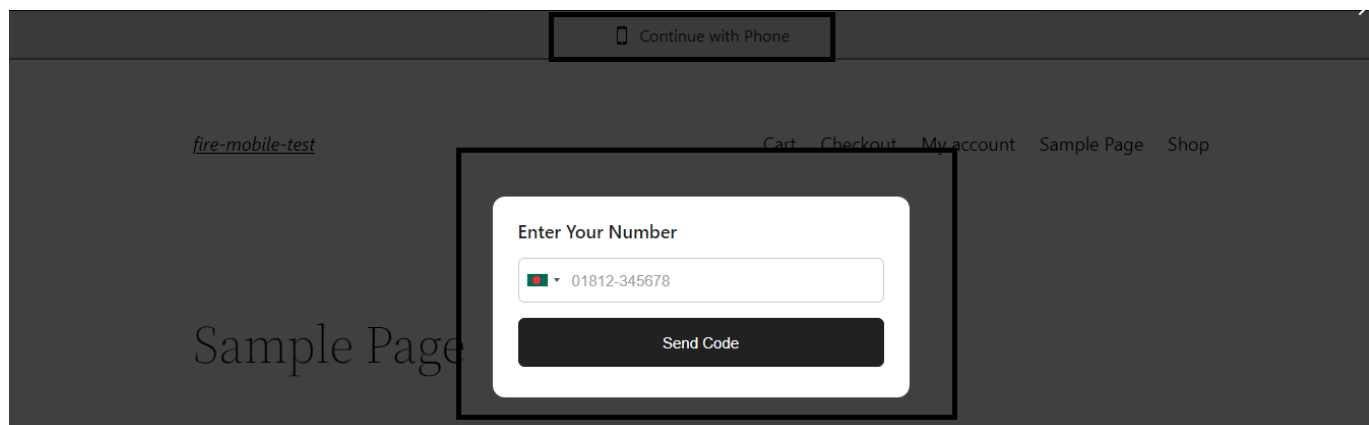 Continue with Phone
fire-mobile-test
Cart Checkout My account Sample Page Shop
Enter Your Number
01812-345678
Send Code
Sample Page